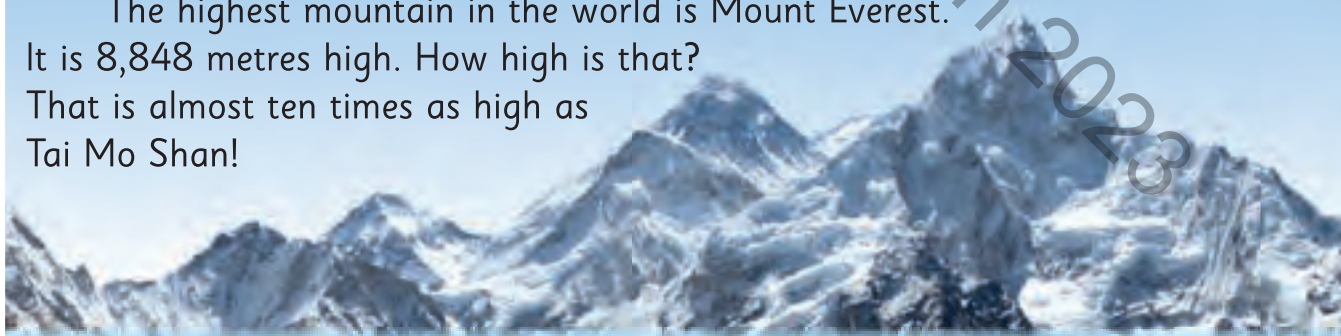 The highest mountain in the world is Mount Everest.
It is 8,848 metres high. How high is that?
That is almost ten times as high as
Tai Mo Shan!
2023